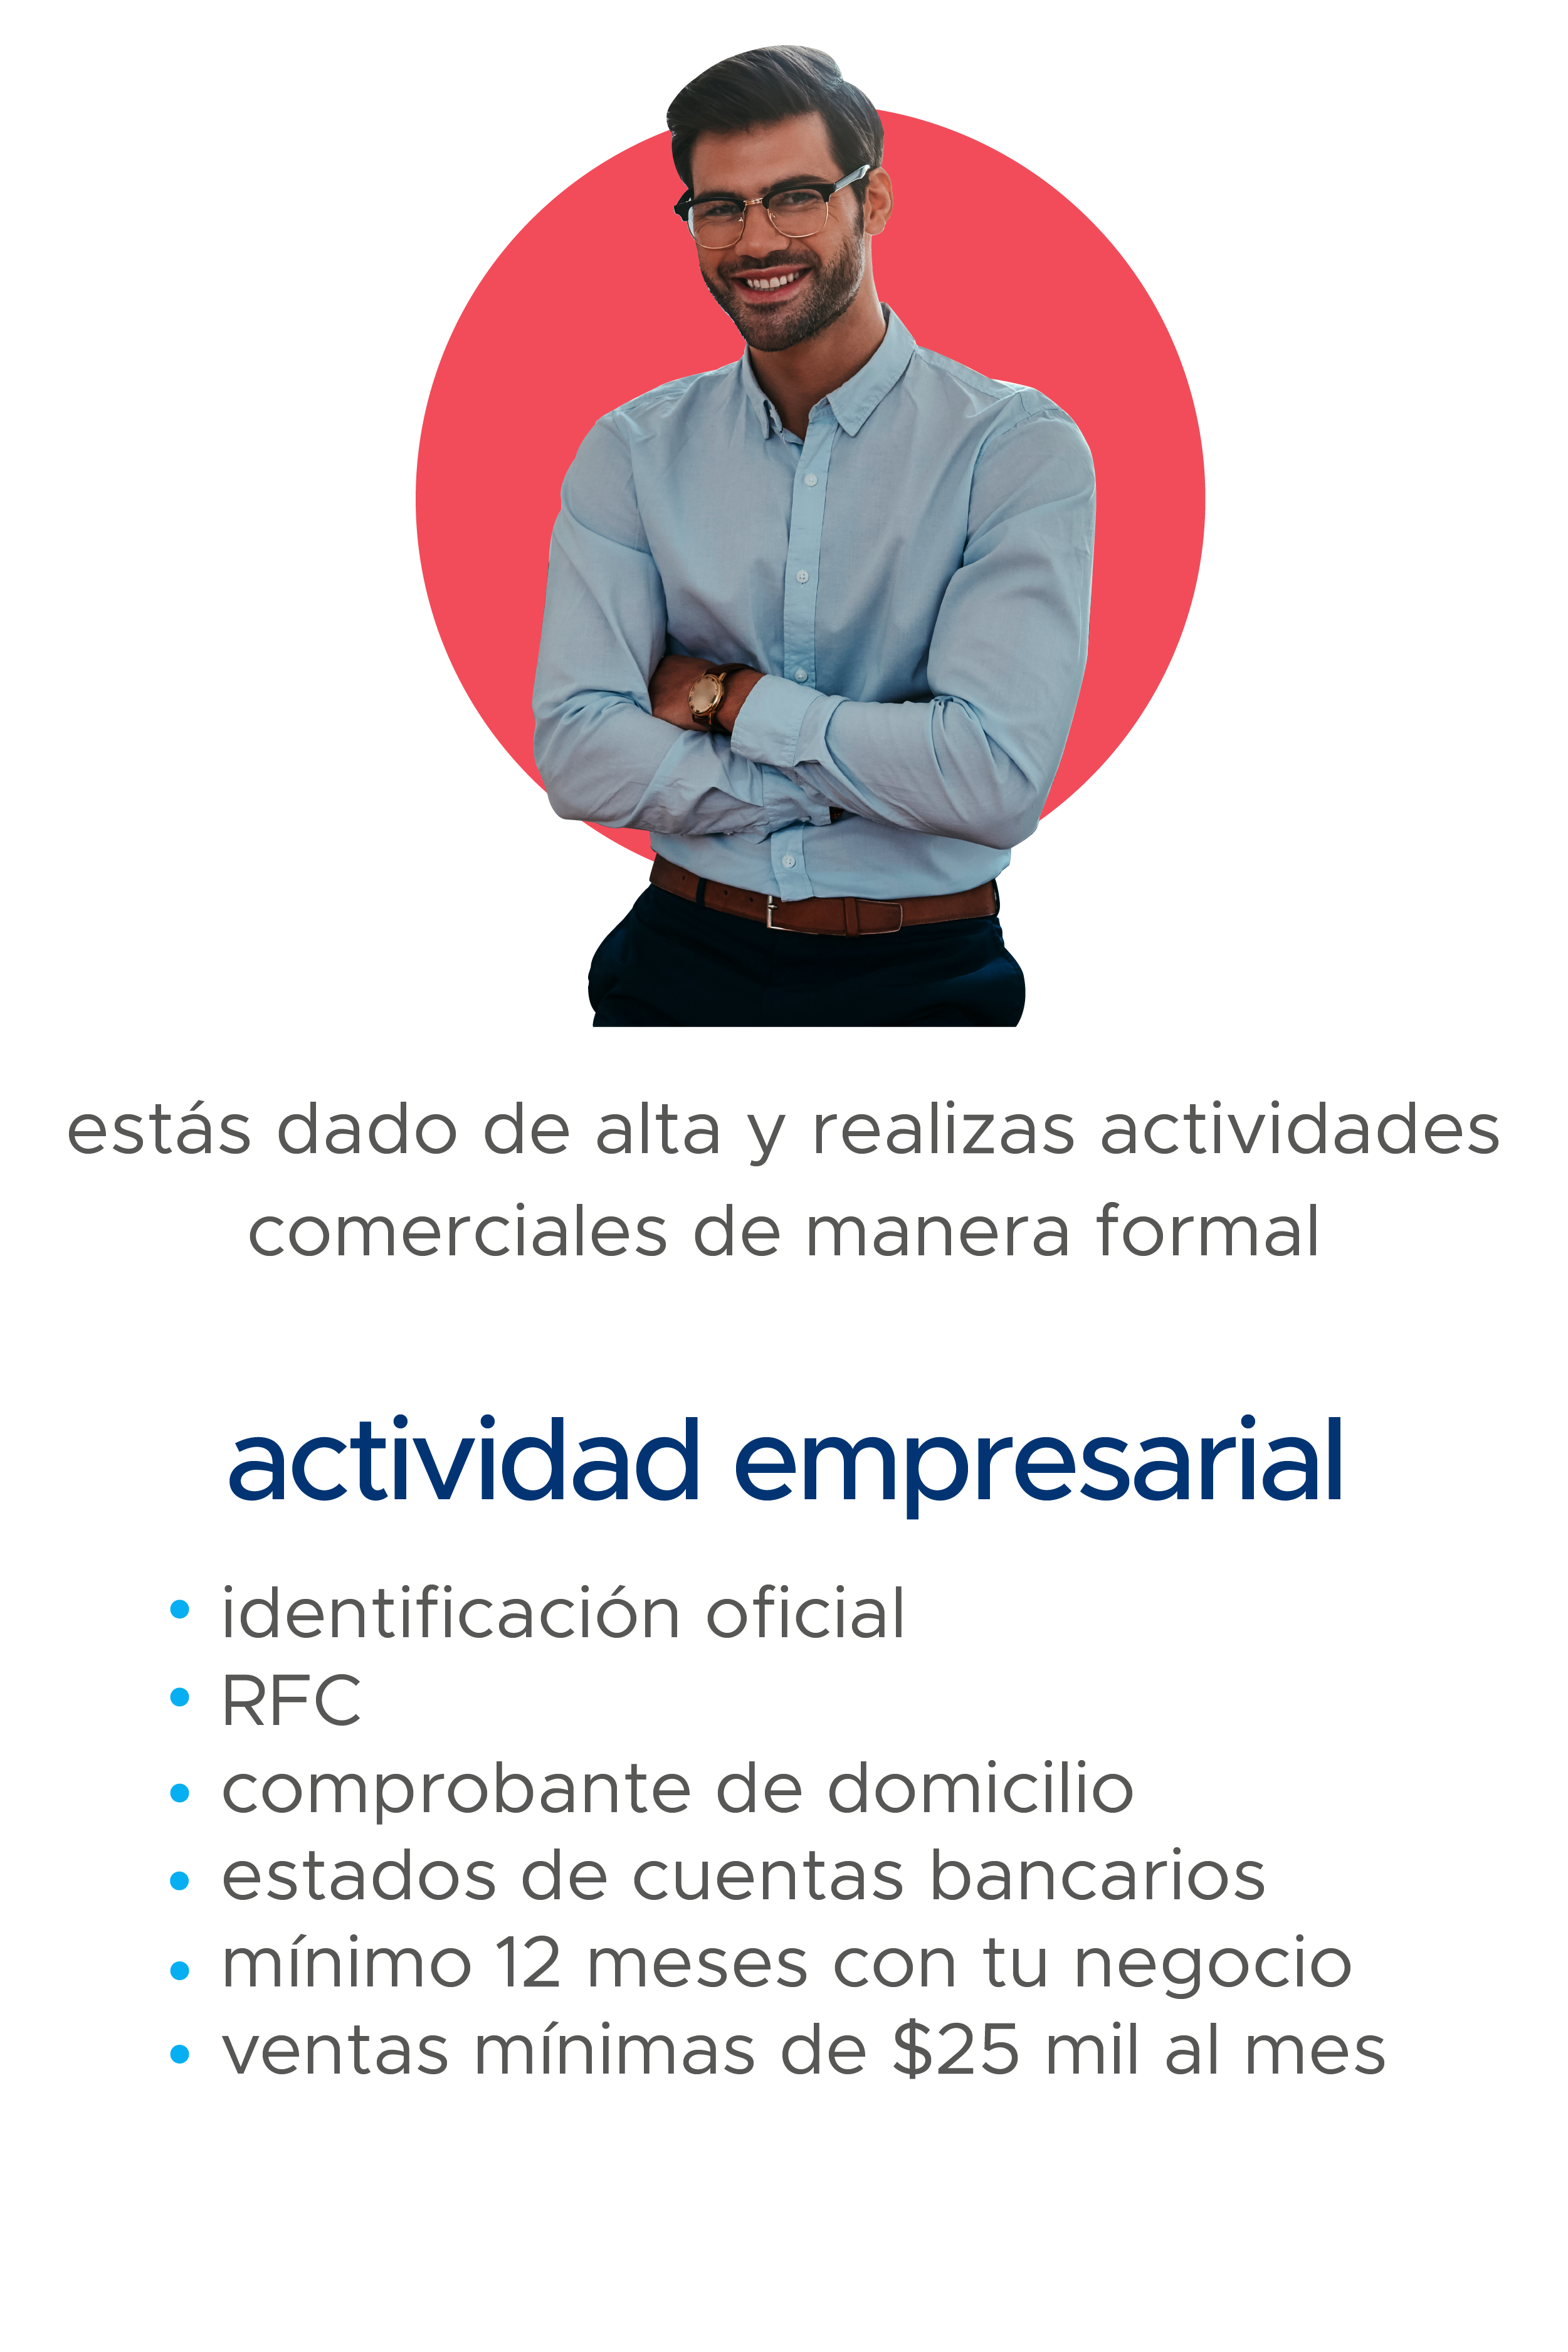 estás dado de alta y realizas actividades
comerciales de manera formal
actividad empresarial
• identificación oficial
• RFC
• comprobante de domicilio
• estados de cuentas bancarios
• mínimo 12 meses con tu negocio
• ventas mínimas de $25 mil al mes